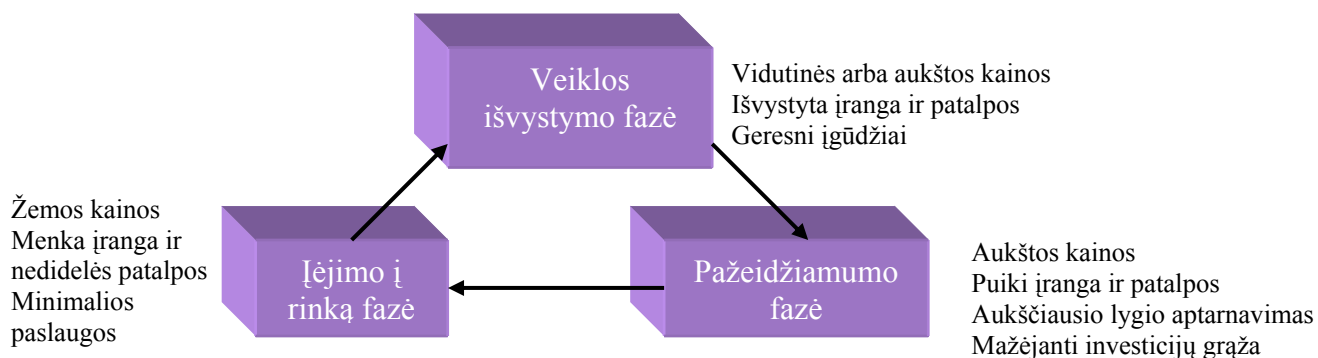 Veiklos
išvystymo fazė
Vidutinės arba aukštos kainos
Išvystyta įranga ir patalpos
Geresni įgūdžiai
Žemos kainos
Menka įranga ir
nedidelės patalpos
Minimalios
paslaugos
Įėjimo į
rinką fazė
Pažeidžiamumo
fazė
Aukštos kainos
Puiki įranga ir patalpos
Aukščiausio lygio aptarnavimas
Mažėjanti investicijų grąža